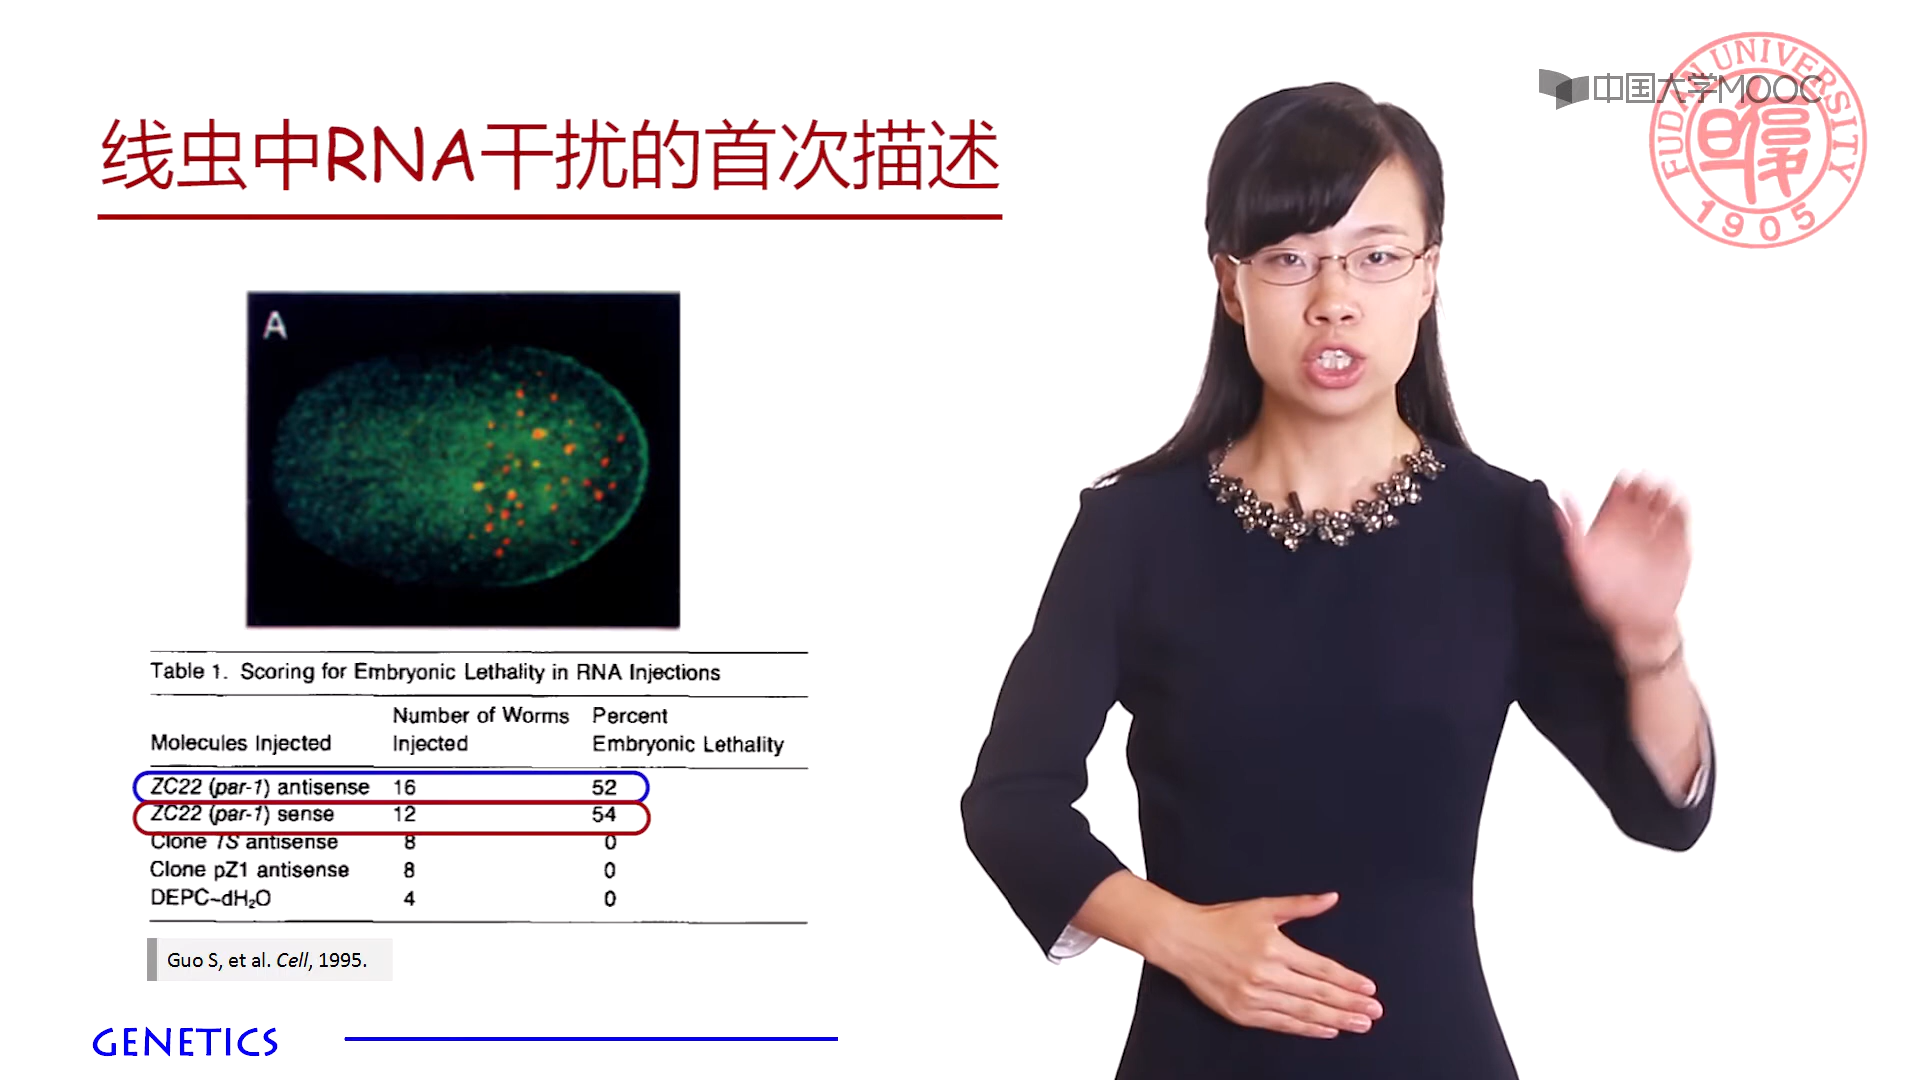 中国大学MOOC
FUDAN UNIVERSITY
1905
线虫中RNA干扰的首次描述
A
Table 1. Scoring for Embryonic Lethality in RNA Injections
Molecules Injected Number of Worms Injected Percent Embryonic Lethality
ZC22 (par-1) antisense 16 52
ZC22 (par-1) sense 12 54
Clone 7S antisense 8 0
Clone pZ1 antisense 8 0
DEPC–dH₂O 4 0
Guo S, et al. Cell, 1995.
GENETICS